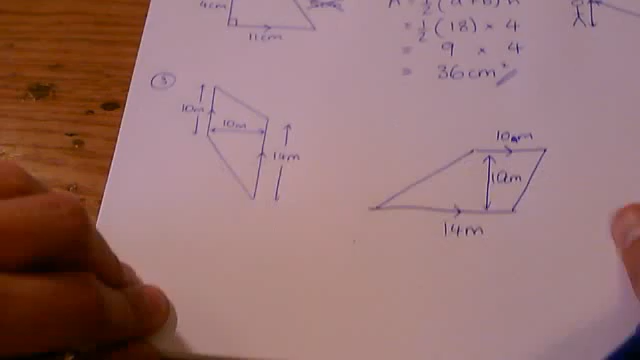 4cm
11cm
A = ½(a+b)h
= ½(18) × 4
= 9 × 4
= 36cm²
③
10m
10m
14m
10m
10m
14m